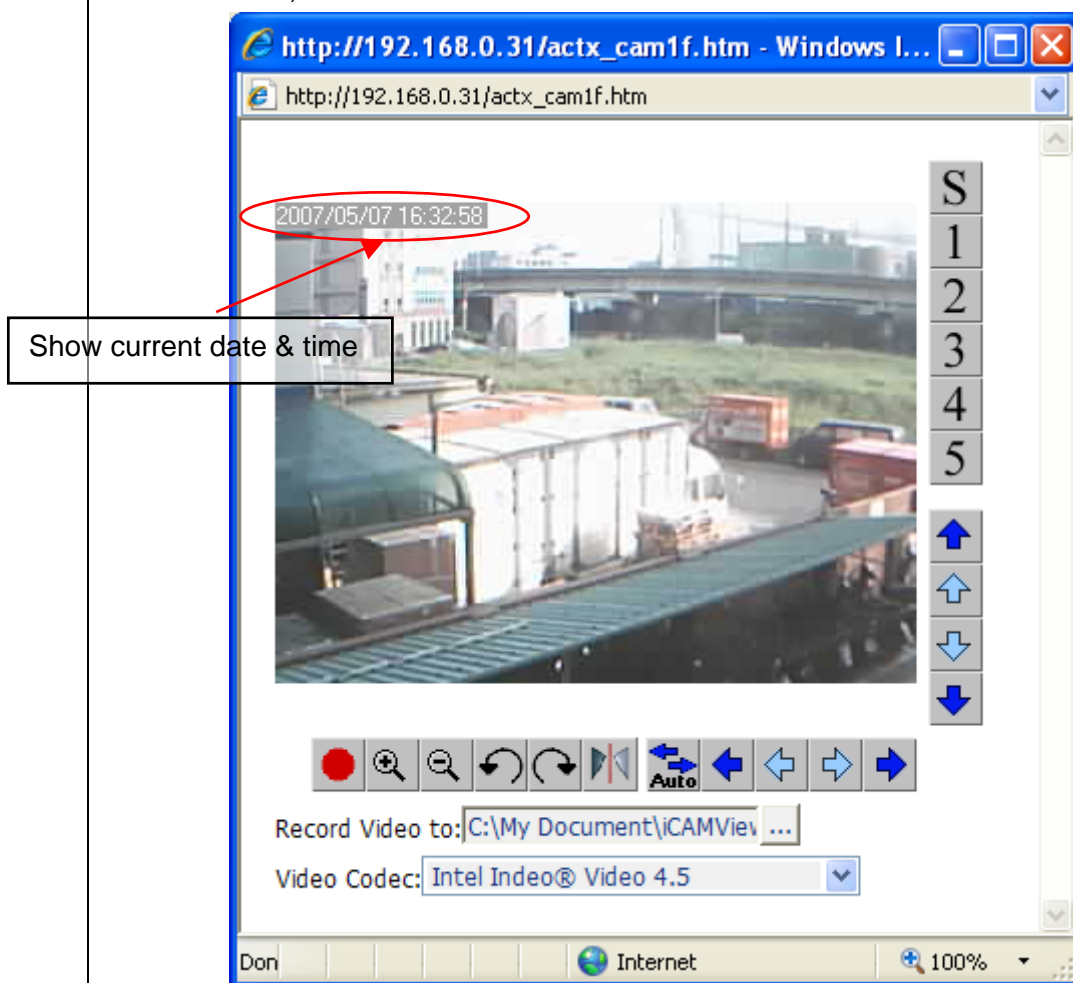 http://192.168.0.31/actx_cam1f.htm - Windows I...
http://192.168.0.31/actx_cam1f.htm
2007/05/07 16:32:58
Show current date & time
S
1
2
3
4
5
Auto
Record Video to: C:\My Document\iCAMView ...
Video Codec: Intel Indeo® Video 4.5
Don Internet 100%